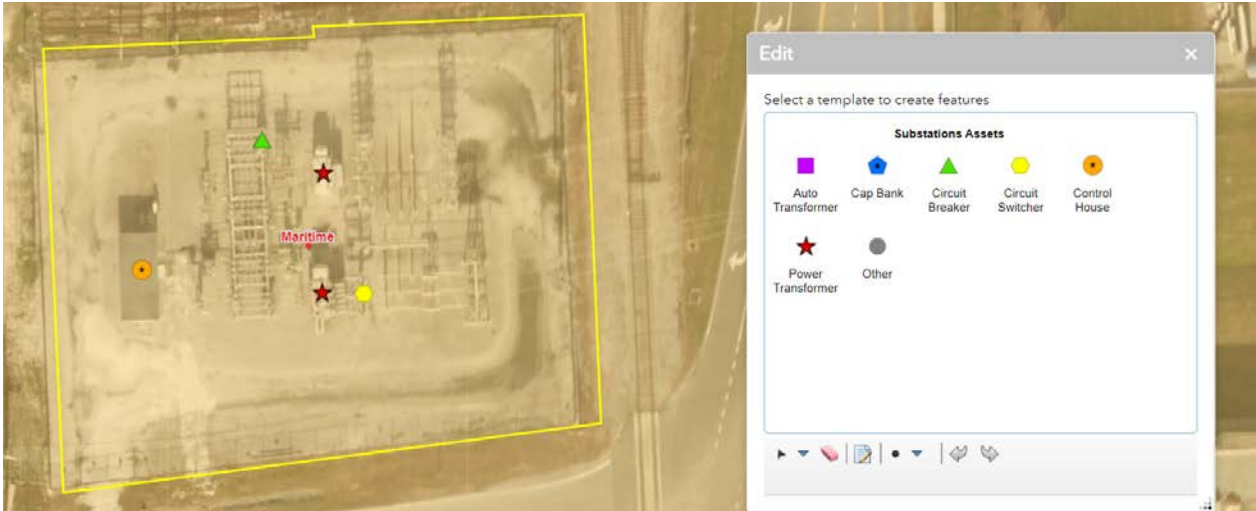 Maritime
Edit
Select a template to create features
Substations Assets
Auto
Transformer
Cap Bank
Circuit
Breaker
Circuit
Switcher
Control
House
Power
Transformer
Other